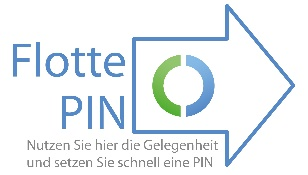 Flotte
PIN
Nutzen Sie hier die Gelegenheit
und setzen Sie schnell eine PIN